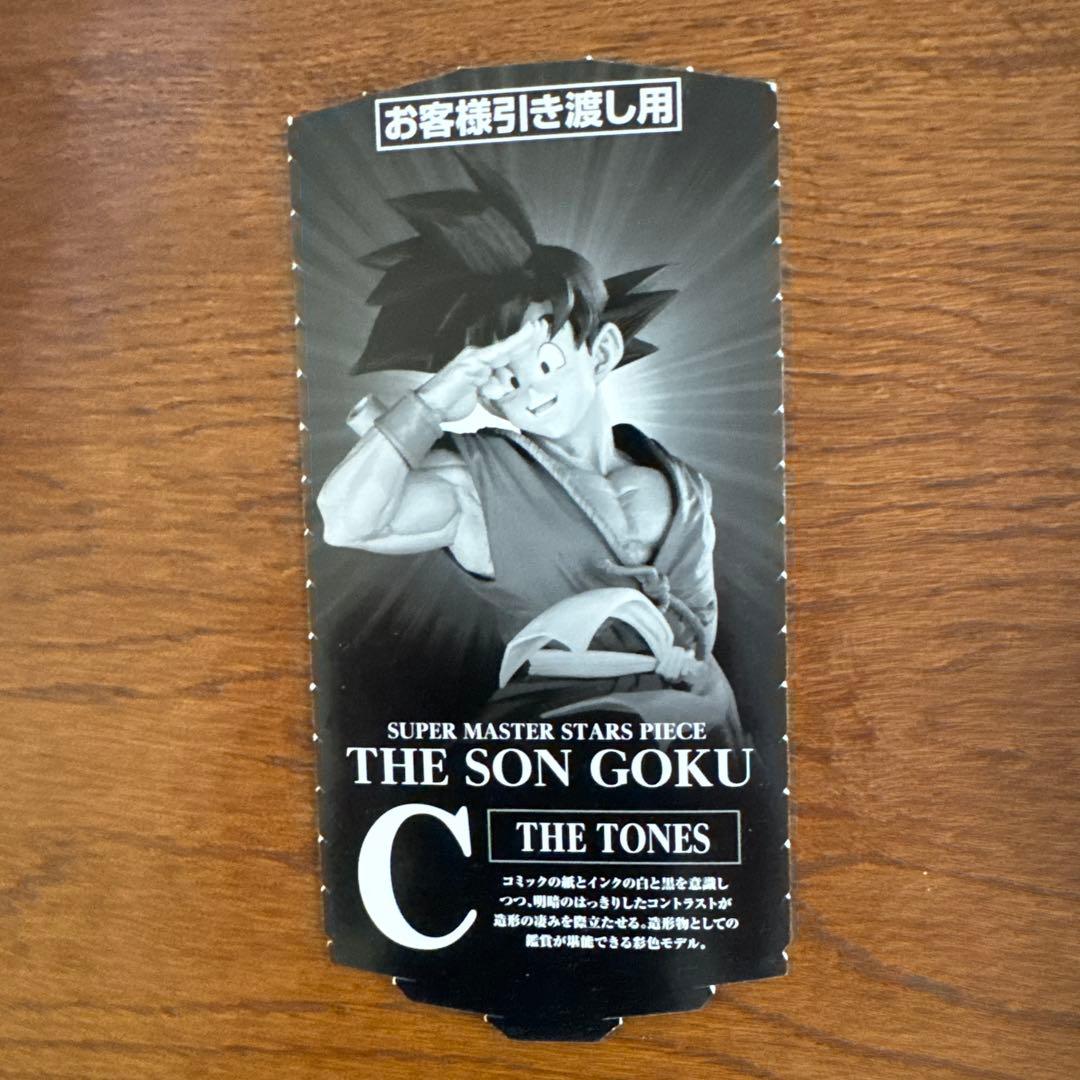 お客様引き渡し用
SUPER MASTER STARS PIECE
THE SON GOKU
C
THE TONES
コミックの紙とインクの白と黒を意識し
つつ、明暗のはっきりしたコントラストが
造形の凄みを際立たせる。造形物としての
鑑賞が堪能できる彩色モデル。